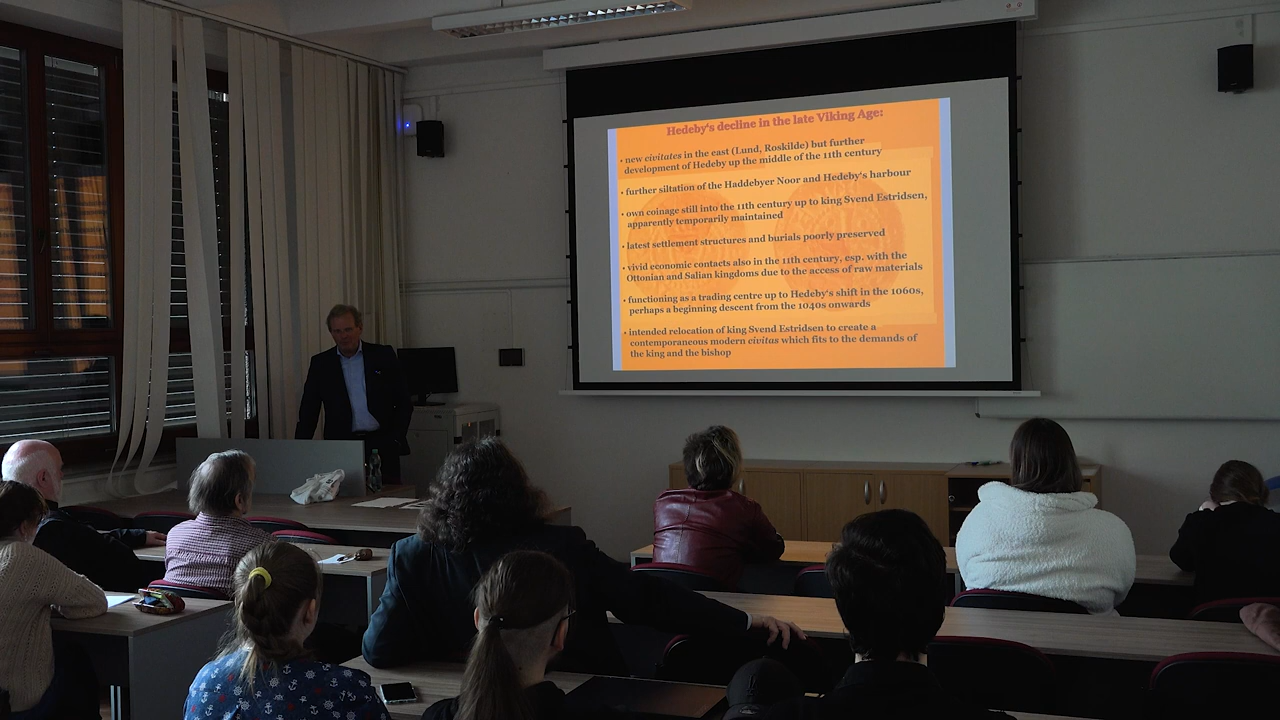 Hedeby's decline in the late Viking Age:
• new civitates in the east (Lund, Roskilde) but further
development of Hedeby up the middle of the 11th century
• further siltation of the Haddebyer Noor and Hedeby's harbour
• own coinage still into the 11th century up to king Svend Estridsen,
apparently temporarily maintained
• latest settlement structures and burials poorly preserved
• vivid economic contacts also in the 11th century, esp. with the
Ottonian and Salian kingdoms due to the access of raw materials
• functioning as a trading centre up to Hedeby's shift in the 1060s,
perhaps a beginning descent from the 1040s onwards
• intended relocation of king Svend Estridsen to create a
contemporaneous modern civitas which fits to the demands of
the king and the bishop